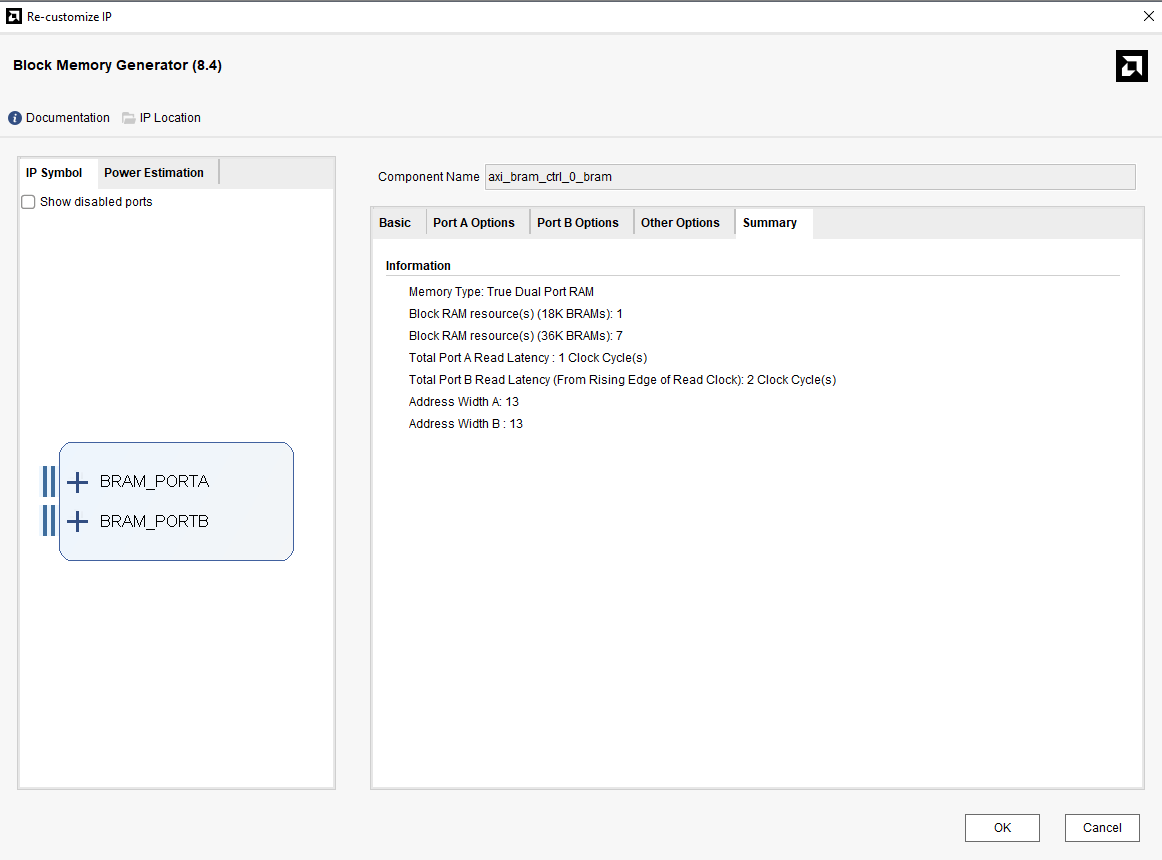 Re-customize IP
Block Memory Generator (8.4)
Documentation IP Location
IP Symbol Power Estimation
Show disabled ports
BRAM_PORTA
BRAM_PORTB
Component Name axi_bram_ctrl_0_bram
Basic Port A Options Port B Options Other Options Summary
Information
Memory Type: True Dual Port RAM
Block RAM resource(s) (18K BRAMs): 1
Block RAM resource(s) (36K BRAMs): 7
Total Port A Read Latency : 1 Clock Cycle(s)
Total Port B Read Latency (From Rising Edge of Read Clock): 2 Clock Cycle(s)
Address Width A: 13
Address Width B : 13
OK Cancel